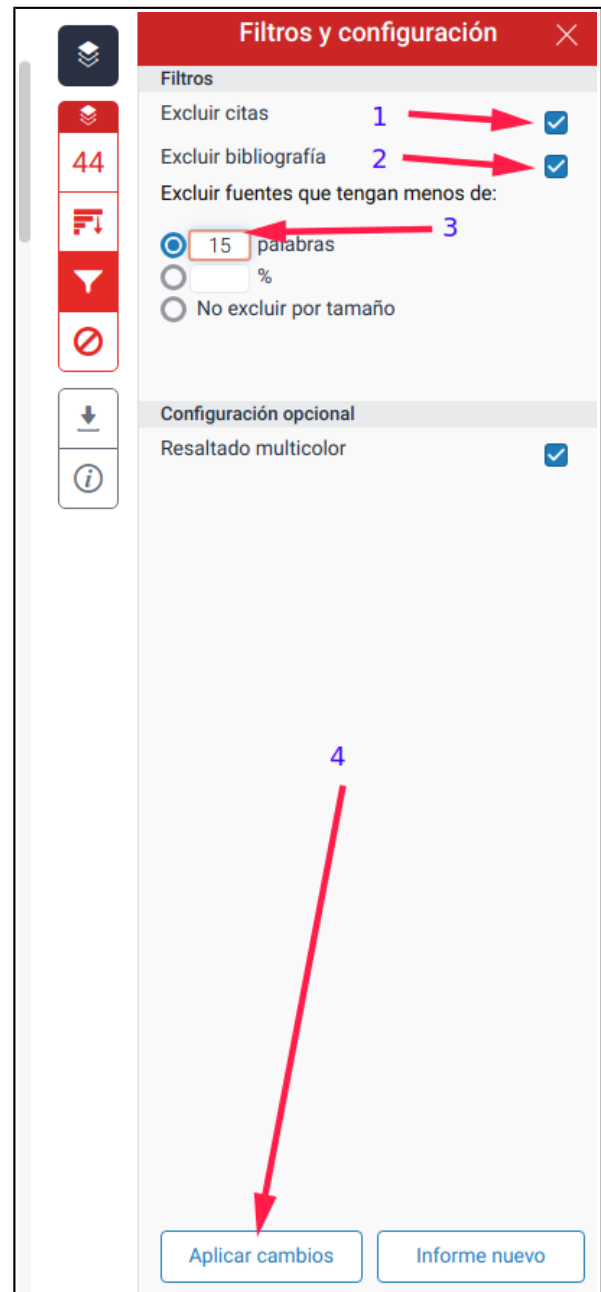 Filtros y configuración
Filtros
Excluir citas 1
44
Excluir bibliografía 2
Excluir fuentes que tengan menos de:
3
15 palabras
%
No excluir por tamaño
Configuración opcional
Resaltado multicolor
i
4
Aplicar cambios Informe nuevo